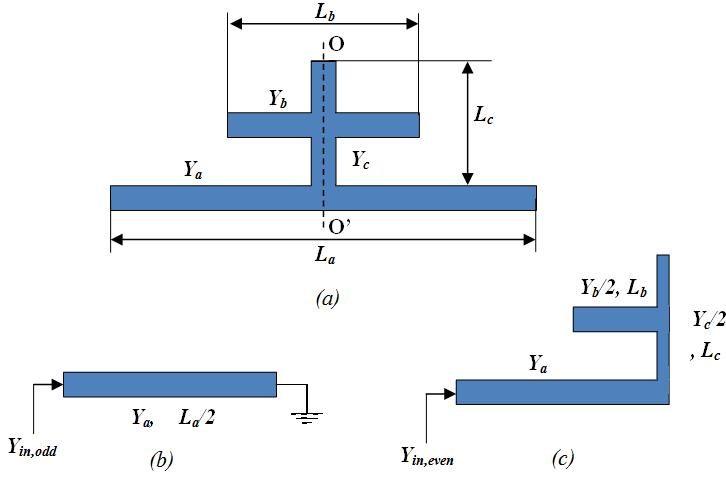 L_b
O
Y_b
L_c
Y_c
Y_a
O'
L_a
(a)
Y_b/2, L_b
Y_c/2
, L_c
Y_a
Y_a, L_a/2
Y_in,odd
(b)
Y_in,even
(c)